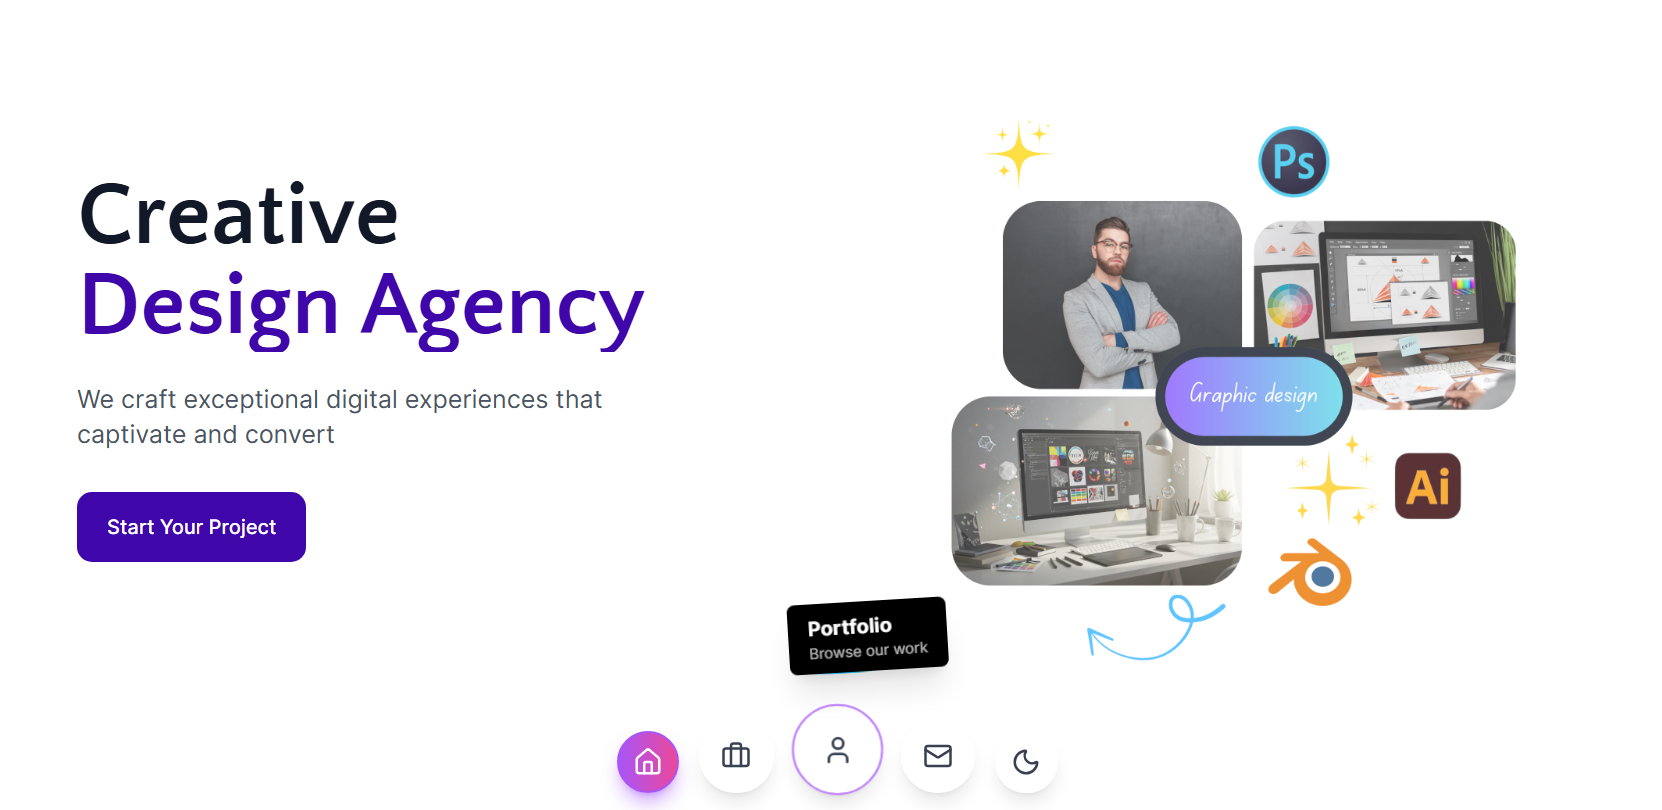 Creative
Design Agency
We craft exceptional digital experiences that
captivate and convert
Start Your Project
Ps
Graphic design
Ai
Portfolio
Browse our work